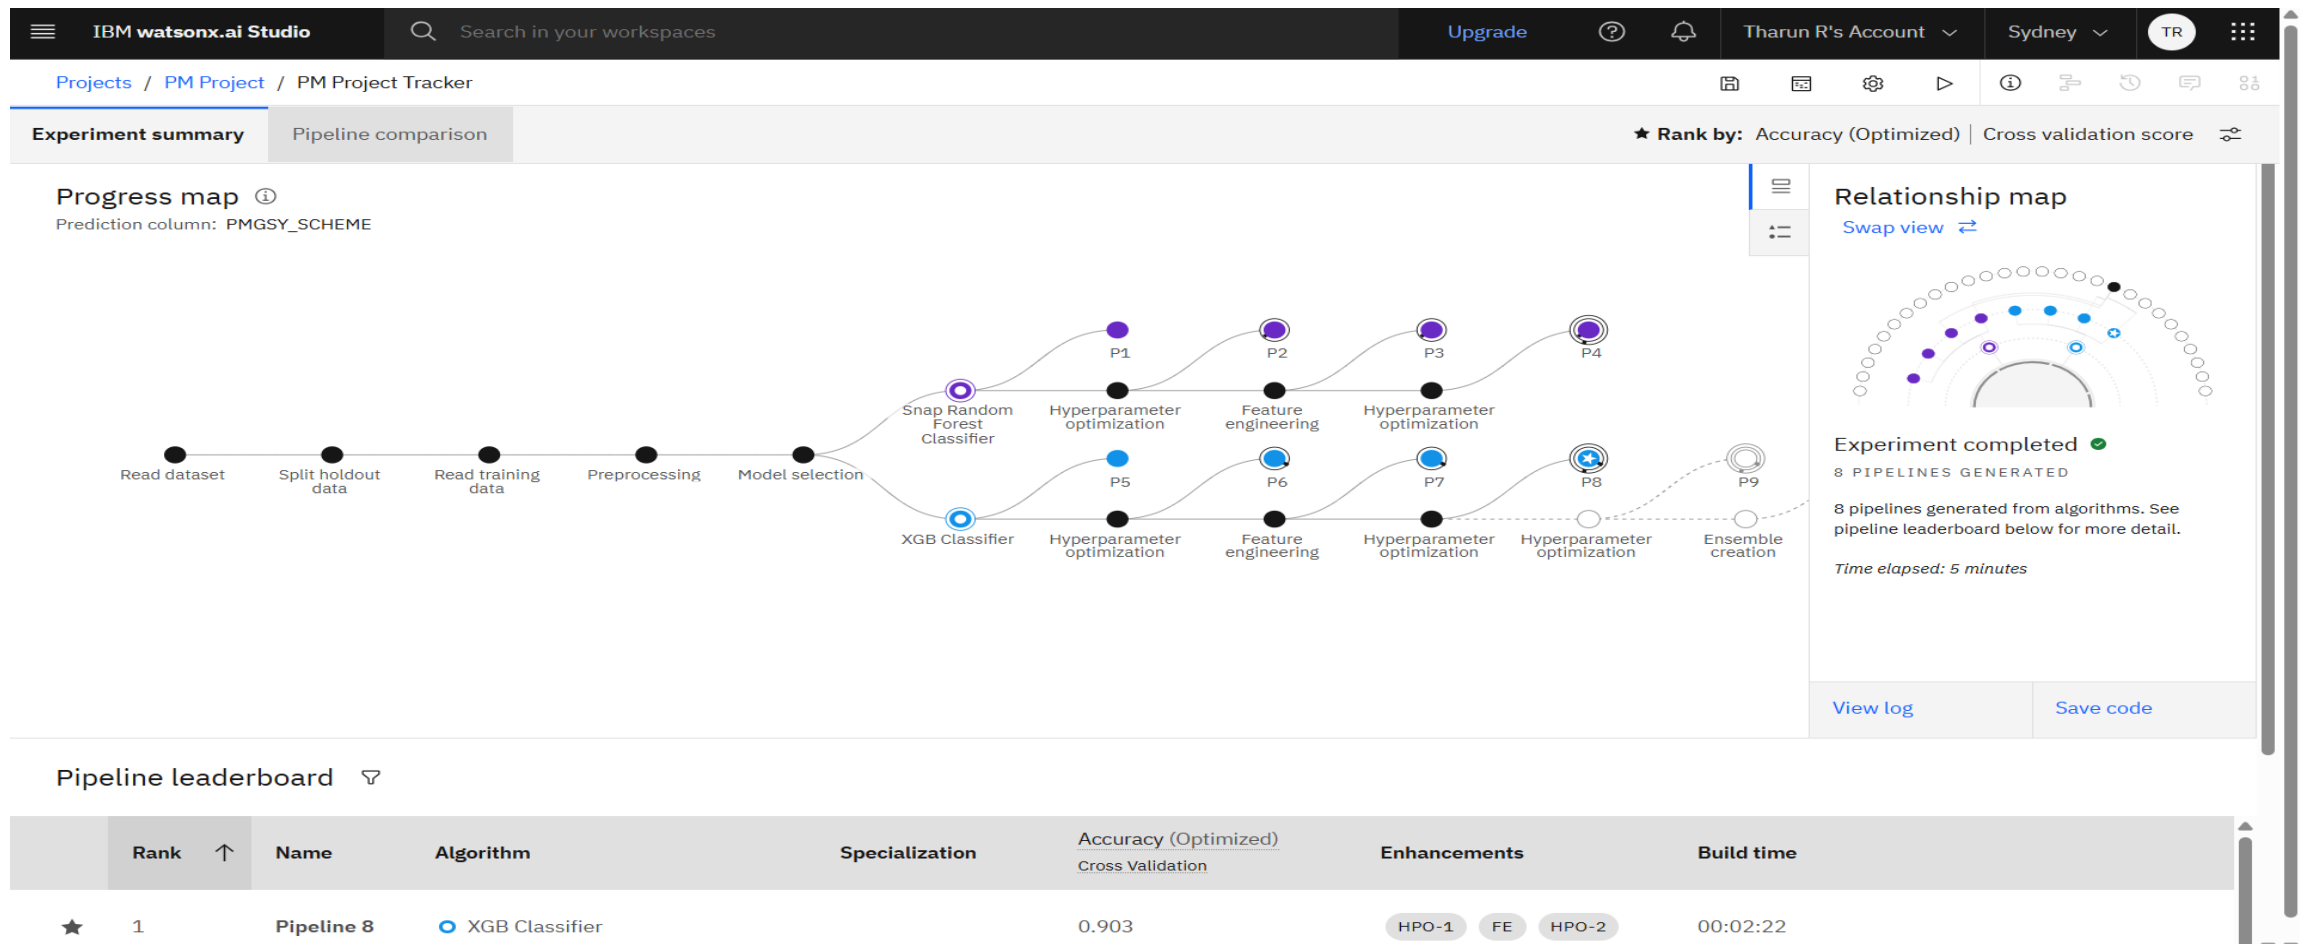 IBM watsonx.ai Studio
Search in your workspaces
Upgrade
Tharun R's Account
Sydney
TR
Projects / PM Project / PM Project Tracker
Experiment summary
Pipeline comparison
Rank by: Accuracy (Optimized) | Cross validation score
Progress map
Prediction column: PMGSY_SCHEME
Relationship map
Swap view
P1
P2
P3
P4
Snap Random
Forest
Classifier
Hyperparameter
optimization
Feature
engineering
Hyperparameter
optimization
Read dataset
Split holdout
data
Read training
data
Preprocessing
Model selection
P5
P6
P7
P8
P9
XGB Classifier
Hyperparameter
optimization
Feature
engineering
Hyperparameter
optimization
Hyperparameter
optimization
Ensemble
creation
Experiment completed
8 PIPELINES GENERATED
8 pipelines generated from algorithms. See
pipeline leaderboard below for more detail.
Time elapsed: 5 minutes
View log
Save code
Pipeline leaderboard
Rank
Name
Algorithm
Specialization
Accuracy (Optimized)
Cross Validation
Enhancements
Build time
1
Pipeline 8
XGB Classifier
0.903
HPO-1
FE
HPO-2
00:02:22